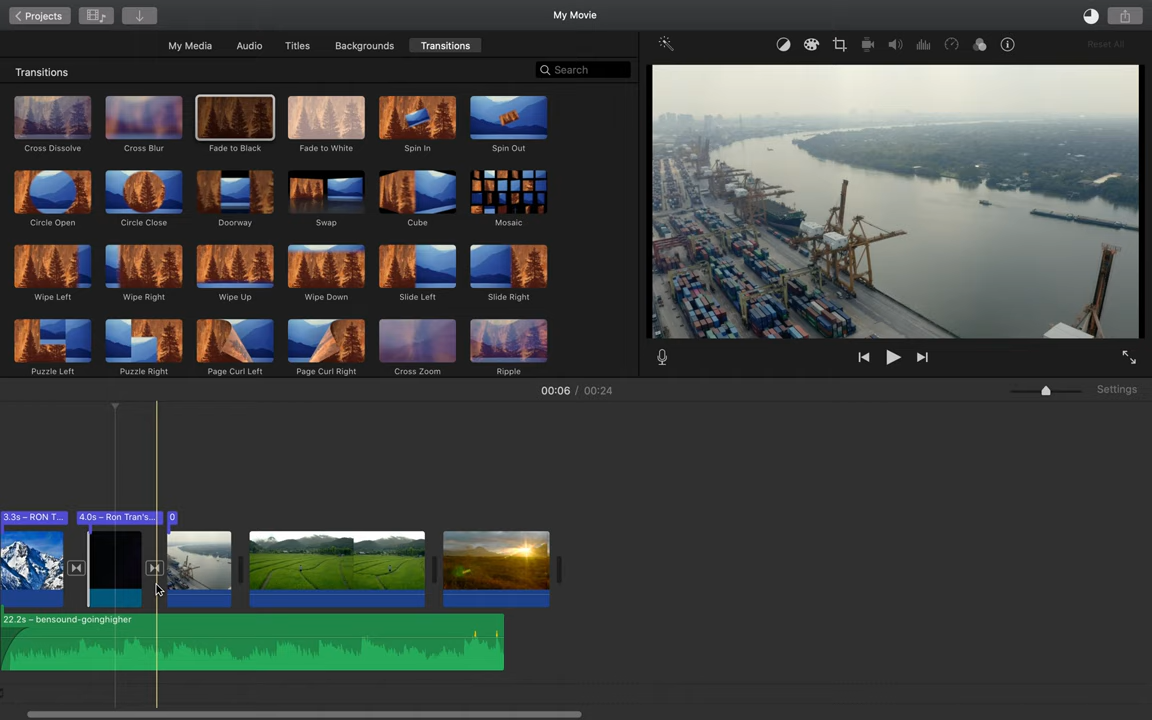 Projects
My Movie
My Media Audio Titles Backgrounds Transitions
Reset All
Transitions
Search
Cross Dissolve Cross Blur Fade to Black Fade to White Spin In Spin Out
Circle Open Circle Close Doorway Swap Cube Mosaic
Wipe Left Wipe Right Wipe Up Wipe Down Slide Left Slide Right
Puzzle Left Puzzle Right Page Curl Left Page Curl Right Cross Zoom Ripple
00:06 / 00:24
Settings
3.3s – RON T... 4.0s – Ron Tran's... 0
22.2s – bensound-goinghigher